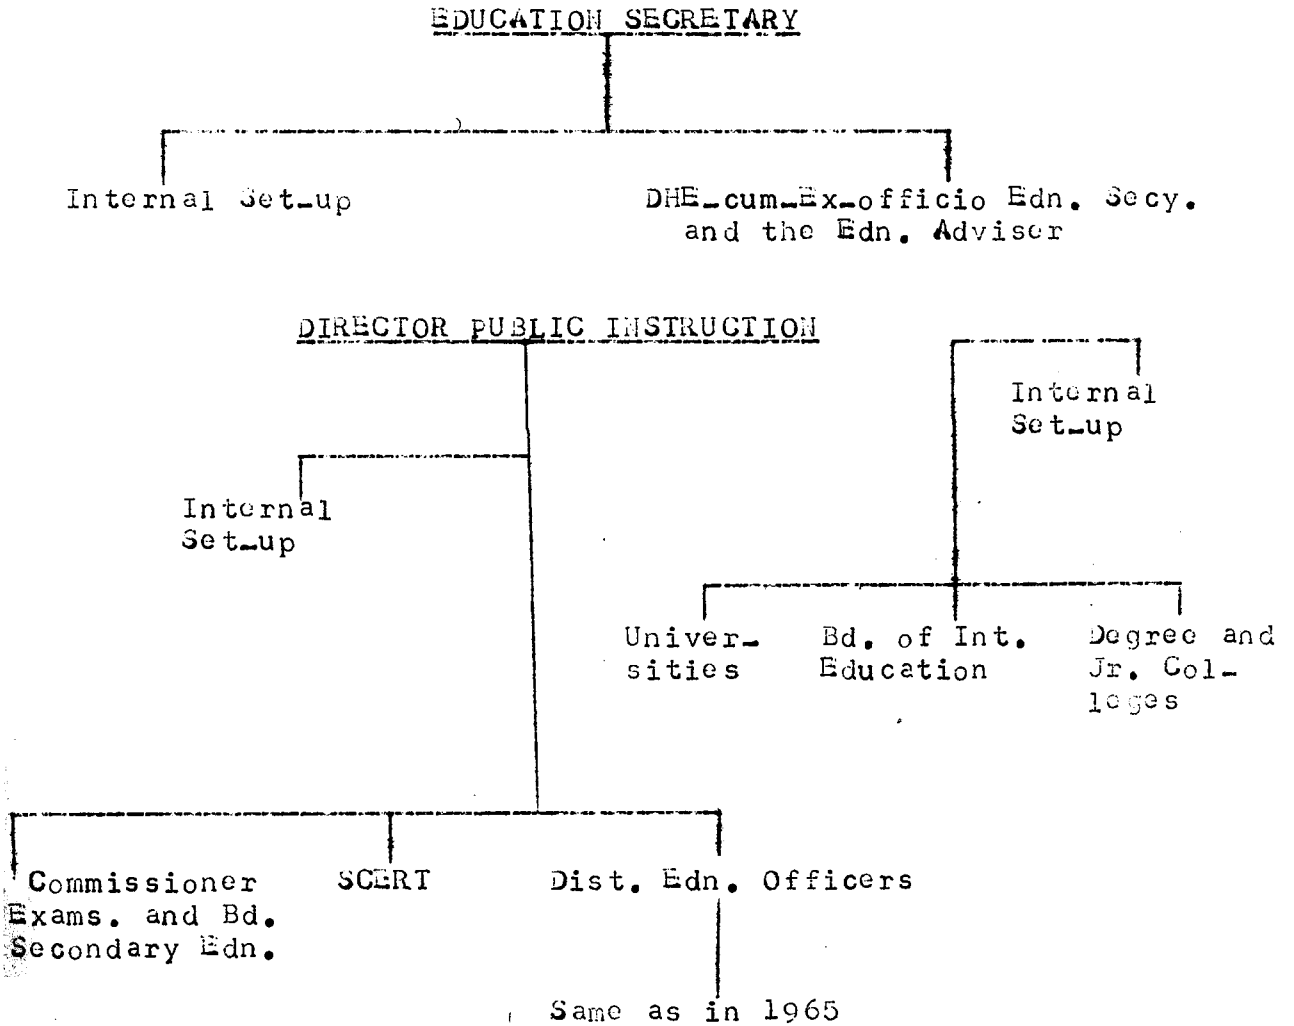 EDUCATION SECRETARY
Internal Set-up
DHE-cum-Ex-officio Edn. Secy.
and the Edn. Adviser
DIRECTOR PUBLIC INSTRUCTION
Internal
Set-up
Internal
Set-up
Univer-
sities
Bd. of Int.
Education
Degree and
Jr. Col-
leges
Commissioner
Exams. and Bd.
Secondary Edn.
SCERT
Dist. Edn. Officers
Same as in 1965